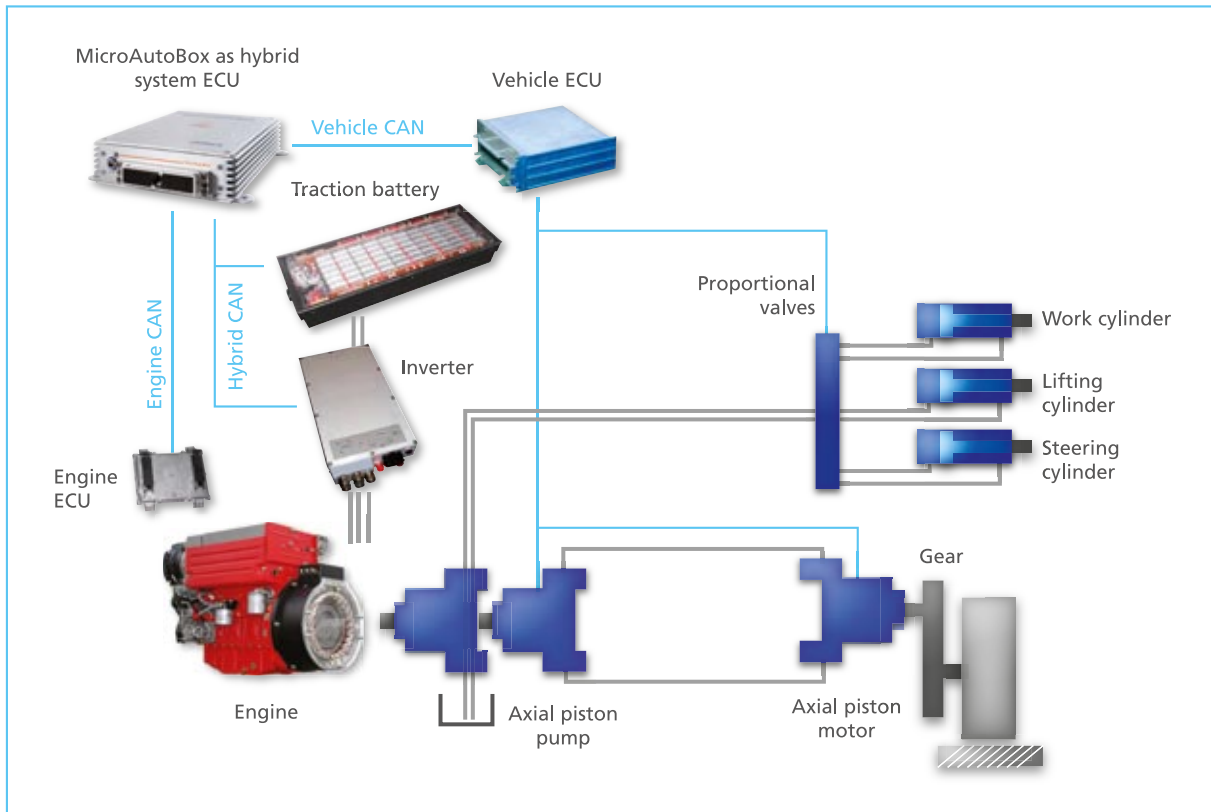 MicroAutoBox as hybrid
system ECU
Vehicle ECU
Vehicle CAN
Traction battery
Engine CAN
Hybrid CAN
Proportional
valves
Work cylinder
Inverter
Lifting
cylinder
Steering
cylinder
Engine
ECU
Gear
Engine
Axial piston
pump
Axial piston
motor